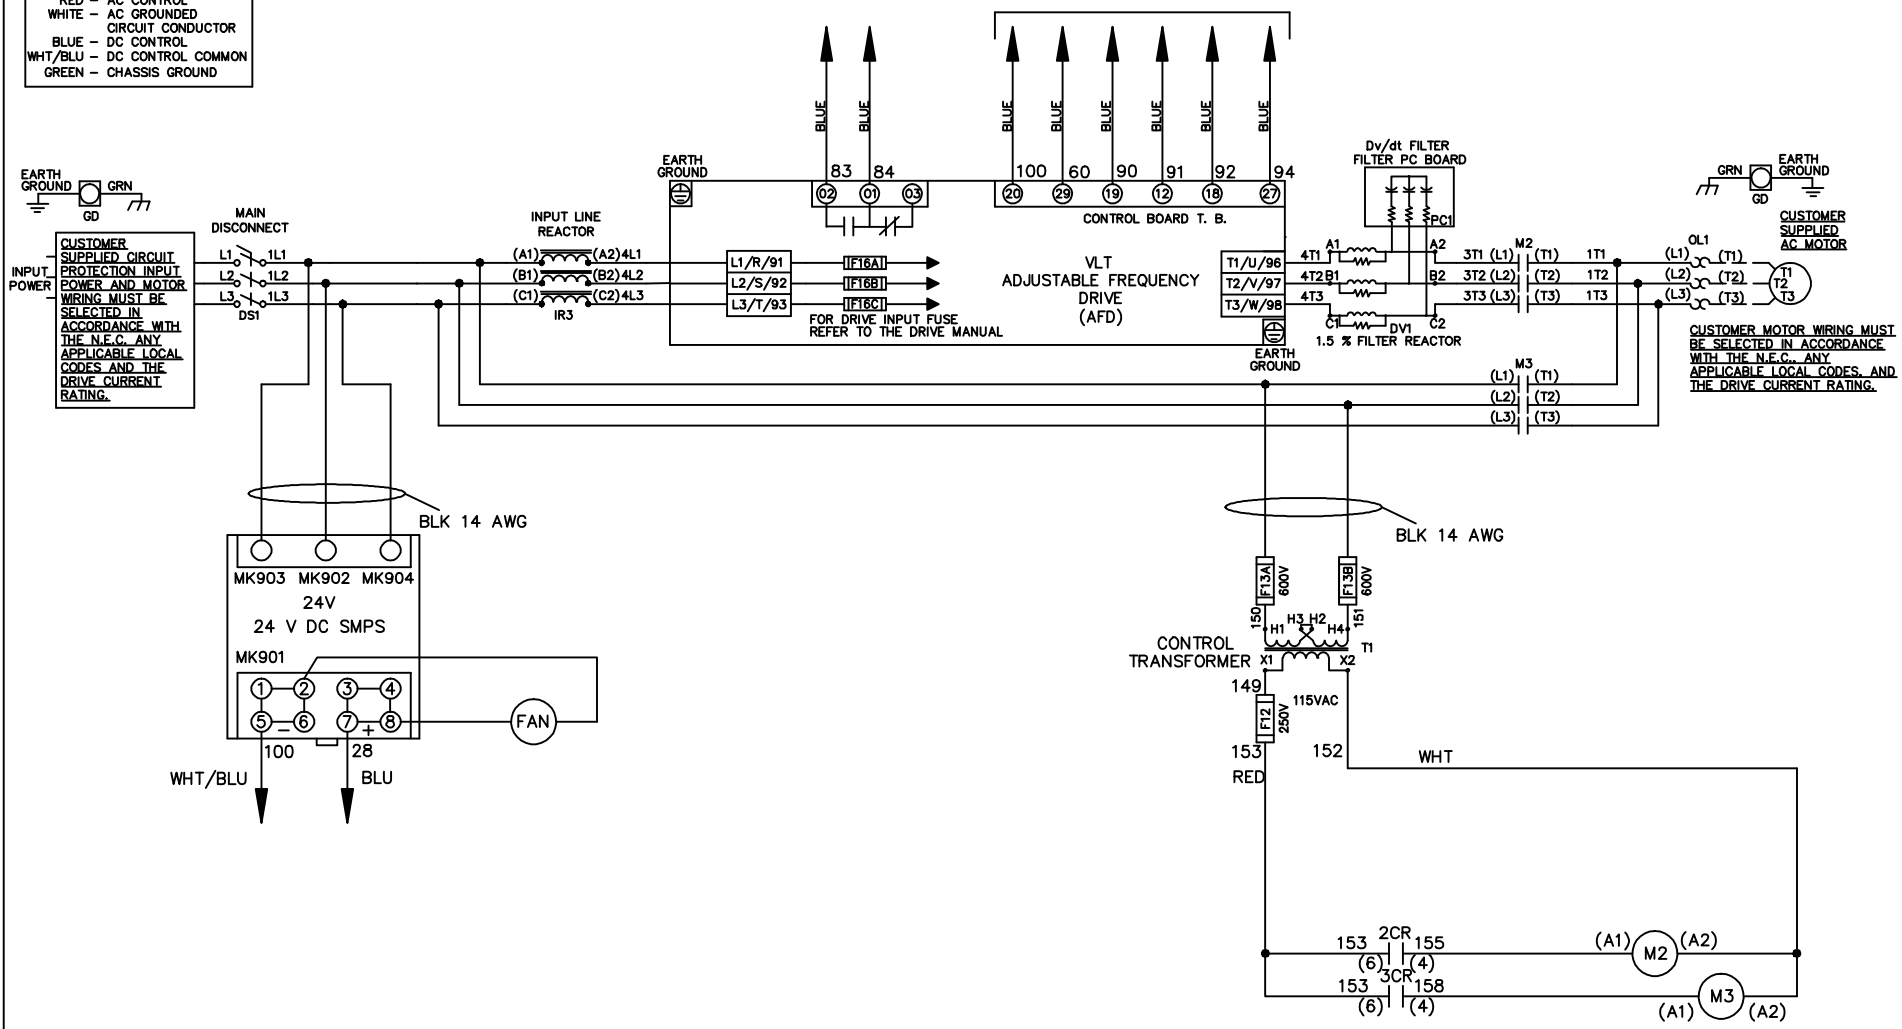 RED – AC CONTROL
WHITE – AC GROUNDED
CIRCUIT CONDUCTOR
BLUE – DC CONTROL
WHT/BLU – DC CONTROL COMMON
GREEN – CHASSIS GROUND
BLUE
BLUE
BLUE
BLUE
BLUE
BLUE
BLUE
BLUE
EARTH
GROUND
GRN
GD
MAIN
DISCONNECT
INPUT
POWER
CUSTOMER
SUPPLIED CIRCUIT
PROTECTION INPUT
POWER AND MOTOR
WIRING MUST BE
SELECTED IN
ACCORDANCE WITH
THE N.E.C. ANY
APPLICABLE LOCAL
CODES AND THE
DRIVE CURRENT
RATING.
L1 1L1
L2 1L2
L3 1L3
DS1
INPUT LINE
REACTOR
(A1) (A2) 4L1
(B1) (B2) 4L2
(C1) (C2) 4L3
IR3
EARTH
GROUND
83 84
02 01 03
100 60 90 91 92 94
20 29 19 12 18 27
CONTROL BOARD T. B.
L1/R/91
L2/S/92
L3/T/93
F16A
F16B
F16C
FOR DRIVE INPUT FUSE
REFER TO THE DRIVE MANUAL
VLT
ADJUSTABLE FREQUENCY
DRIVE
(AFD)
T1/U/96
T2/V/97
T3/W/98
EARTH
GROUND
Dv/dt FILTER
FILTER PC BOARD
PC1
4T1 A1 A2
4T2 B1 B2
4T3 C1 C2
DV1
1.5 % FILTER REACTOR
M2
3T1 (L1) (T1) 1T1
3T2 (L2) (T2) 1T2
3T3 (L3) (T3) 1T3
OL1
(L1) (T1)
(L2) (T2)
(L3) (T3)
T1
T2
T3
GRN
GD
EARTH
GROUND
CUSTOMER
SUPPLIED
AC MOTOR
CUSTOMER MOTOR WIRING MUST
BE SELECTED IN ACCORDANCE
WITH THE N.E.C., ANY
APPLICABLE LOCAL CODES, AND
THE DRIVE CURRENT RATING.
M3
(L1) (T1)
(L2) (T2)
(L3) (T3)
BLK 14 AWG
MK903 MK902 MK904
24V
24 V DC SMPS
MK901
1 2 3 4
5 – 6 7 + 8
FAN
100 28
WHT/BLU BLU
BLK 14 AWG
F13A
600V
F13B
600V
150
151
H1 H3 H2 H4
T1
CONTROL
TRANSFORMER
X1 X2
149
115VAC
F12
250V
153 152
RED
WHT
2CR
153 155
(6) (4)
(A1) M2 (A2)
3CR
153 158
(6) (4)
(A1) M3 (A2)